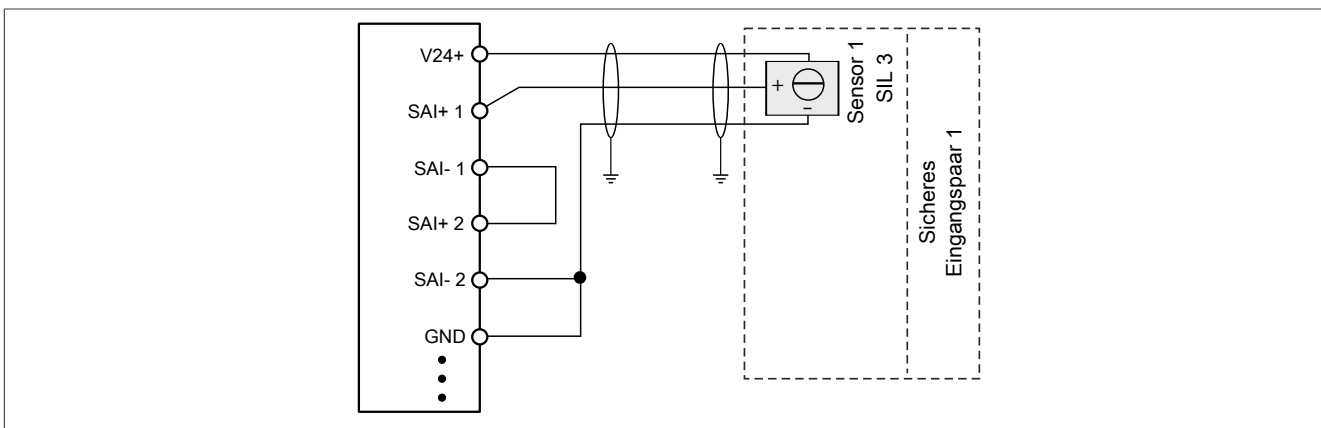 V24+
SAI+ 1
SAI- 1
SAI+ 2
SAI- 2
GND
+
-
Sensor 1
SIL 3
Sicheres
Eingangspaar 1